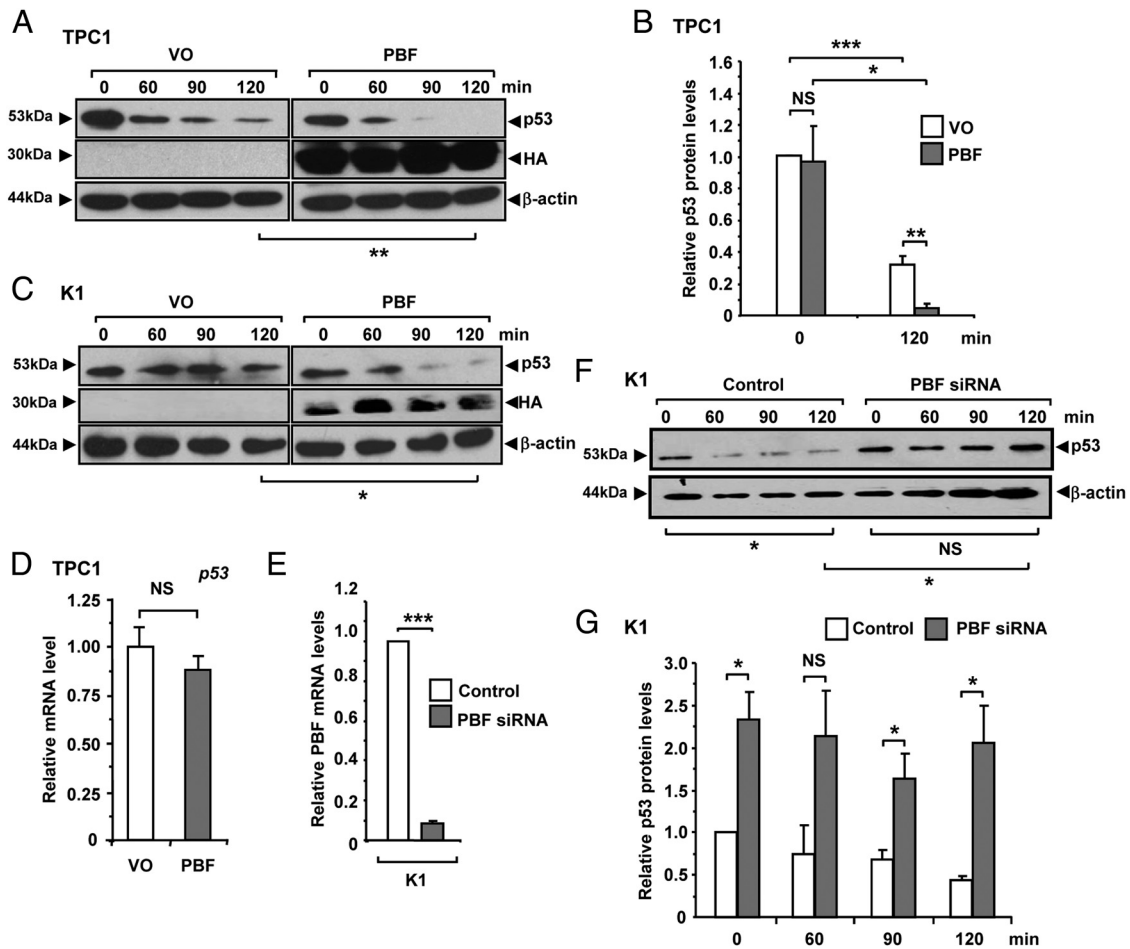 A
TPC1
VO
PBF
0 60 90 120 0 60 90 120 min
53kDa
p53
30kDa
HA
44kDa
β-actin
**
B
TPC1
***
*
NS
**
VO
PBF
Relative p53 protein levels
1.6
1.4
1.2
1.0
0.8
0.6
0.4
0.2
0
0 120 min
C
K1
VO
PBF
0 60 90 120 0 60 90 120 min
53kDa
p53
30kDa
HA
44kDa
β-actin
*
F
K1
Control
PBF siRNA
0 60 90 120 0 60 90 120 min
53kDa
p53
44kDa
β-actin
*
NS
*
D
TPC1
p53
NS
Relative mRNA level
1.25
1.00
0.75
0.50
0.25
0
VO PBF
E
***
Control
PBF siRNA
Relative PBF mRNA levels
1.2
1.0
0.8
0.6
0.4
0.2
0
K1
G
K1
Control
PBF siRNA
*
NS
*
*
Relative p53 protein levels
3.0
2.5
2.0
1.5
1.0
0.5
0
0 60 90 120 min